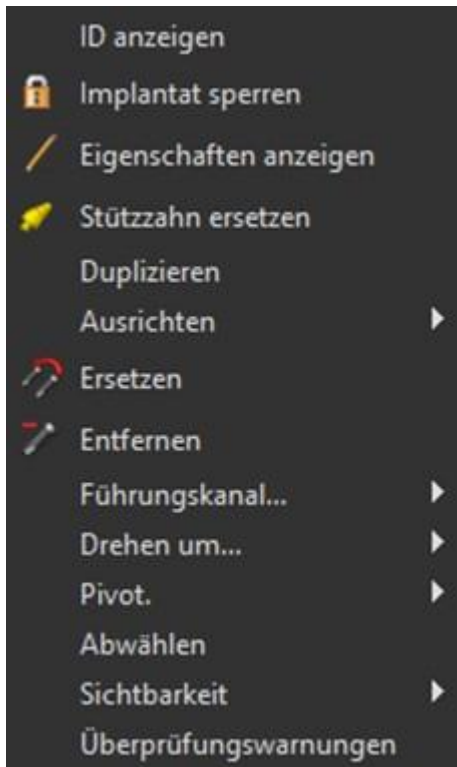 ID anzeigen
Implantat sperren
Eigenschaften anzeigen
Stützzahn ersetzen
Duplizieren
Ausrichten
Ersetzen
Entfernen
Führungskanal...
Drehen um...
Pivot.
Abwählen
Sichtbarkeit
Überprüfungswarnungen